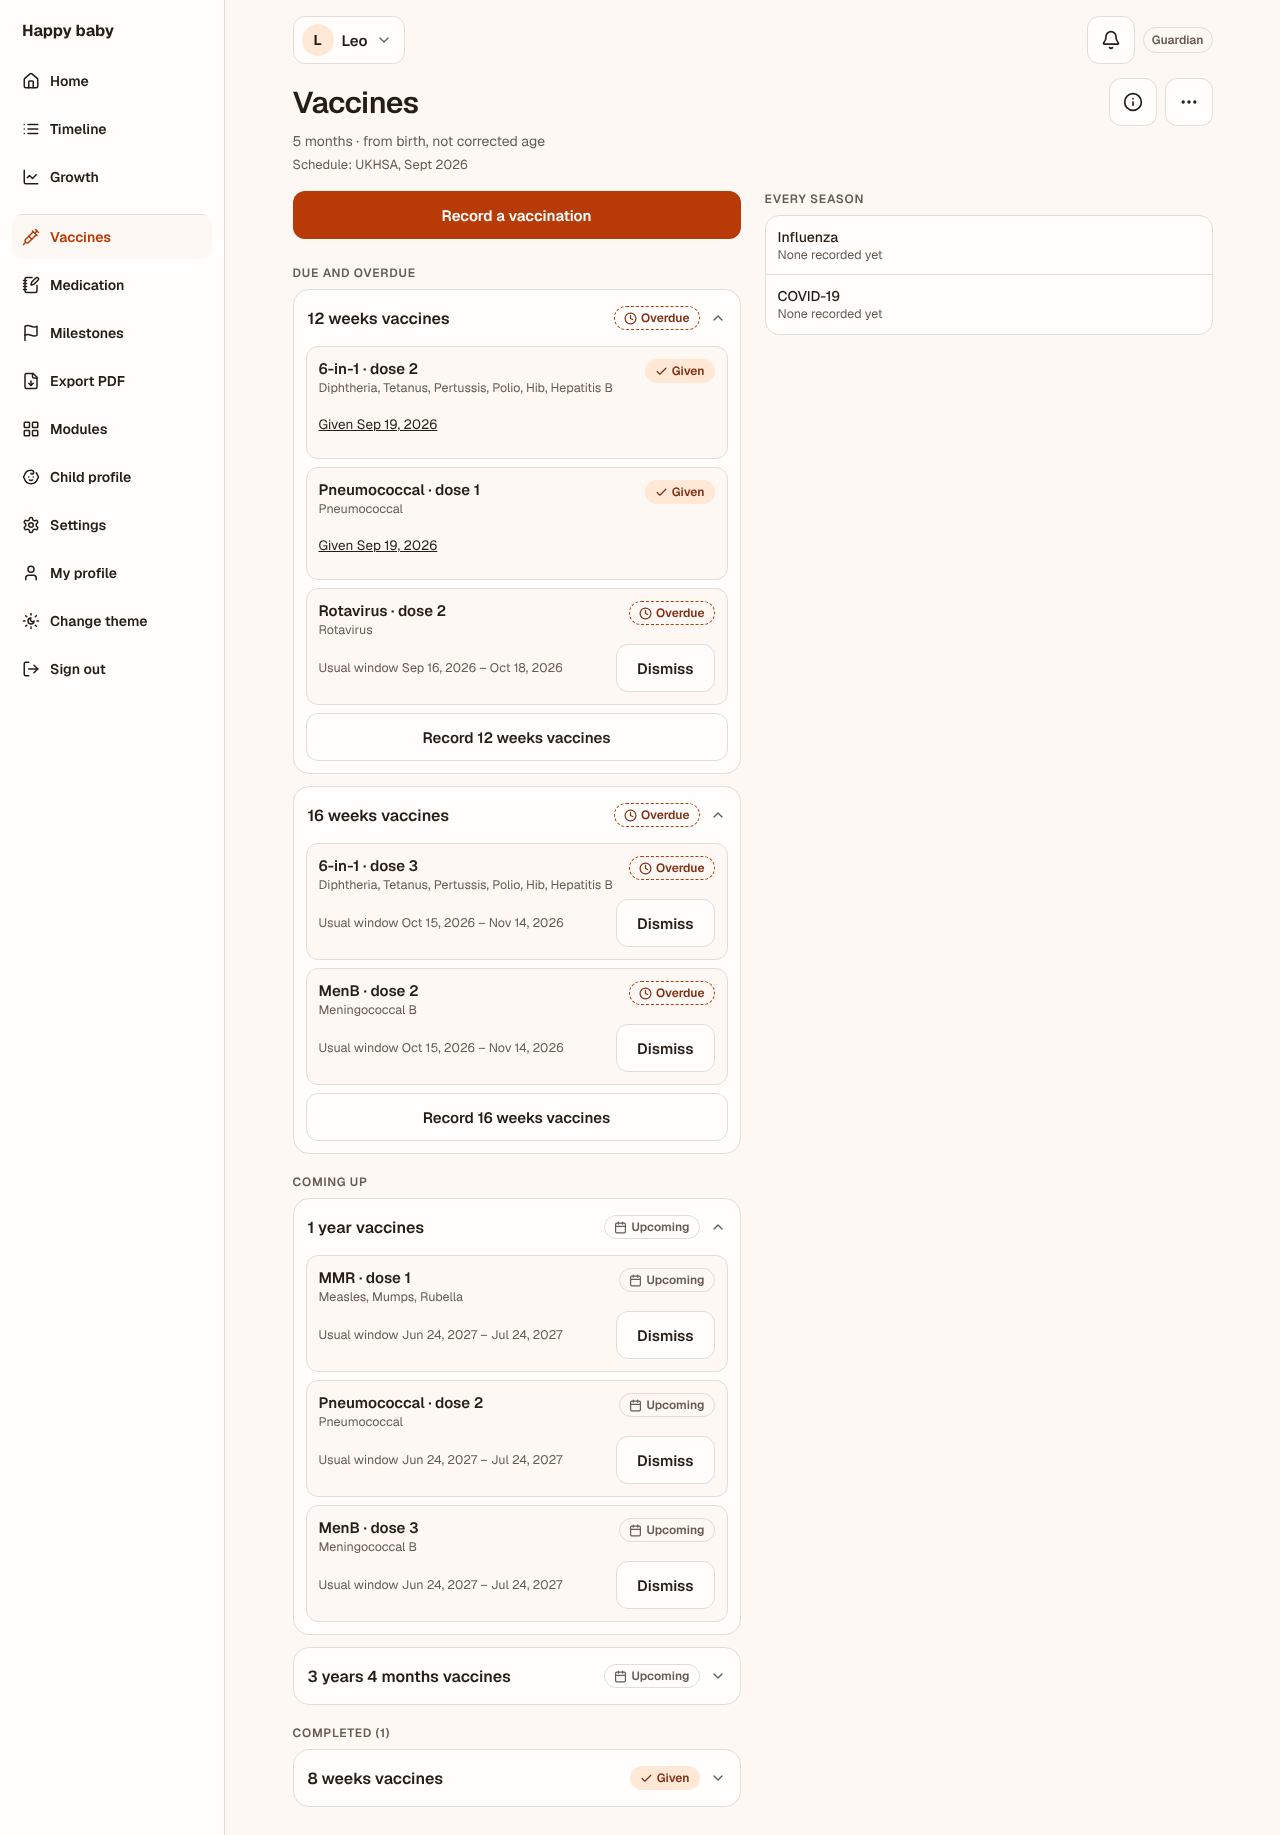 Happy baby
Home
Timeline
Growth
Vaccines
Medication
Milestones
Export PDF
Modules
Child profile
Settings
My profile
Change theme
Sign out
L Leo
Guardian
Vaccines
5 months · from birth, not corrected age
Schedule: UKHSA, Sept 2026
Record a vaccination
DUE AND OVERDUE
12 weeks vaccines Overdue
6-in-1 · dose 2 Given
Diphtheria, Tetanus, Pertussis, Polio, Hib, Hepatitis B
Given Sep 19, 2026
Pneumococcal · dose 1 Given
Pneumococcal
Given Sep 19, 2026
Rotavirus · dose 2 Overdue
Rotavirus
Usual window Sep 16, 2026 – Oct 18, 2026 Dismiss
Record 12 weeks vaccines
16 weeks vaccines Overdue
6-in-1 · dose 3 Overdue
Diphtheria, Tetanus, Pertussis, Polio, Hib, Hepatitis B
Usual window Oct 15, 2026 – Nov 14, 2026 Dismiss
MenB · dose 2 Overdue
Meningococcal B
Usual window Oct 15, 2026 – Nov 14, 2026 Dismiss
Record 16 weeks vaccines
COMING UP
1 year vaccines Upcoming
MMR · dose 1 Upcoming
Measles, Mumps, Rubella
Usual window Jun 24, 2027 – Jul 24, 2027 Dismiss
Pneumococcal · dose 2 Upcoming
Pneumococcal
Usual window Jun 24, 2027 – Jul 24, 2027 Dismiss
MenB · dose 3 Upcoming
Meningococcal B
Usual window Jun 24, 2027 – Jul 24, 2027 Dismiss
3 years 4 months vaccines Upcoming
COMPLETED (1)
8 weeks vaccines Given
EVERY SEASON
Influenza
None recorded yet
COVID-19
None recorded yet